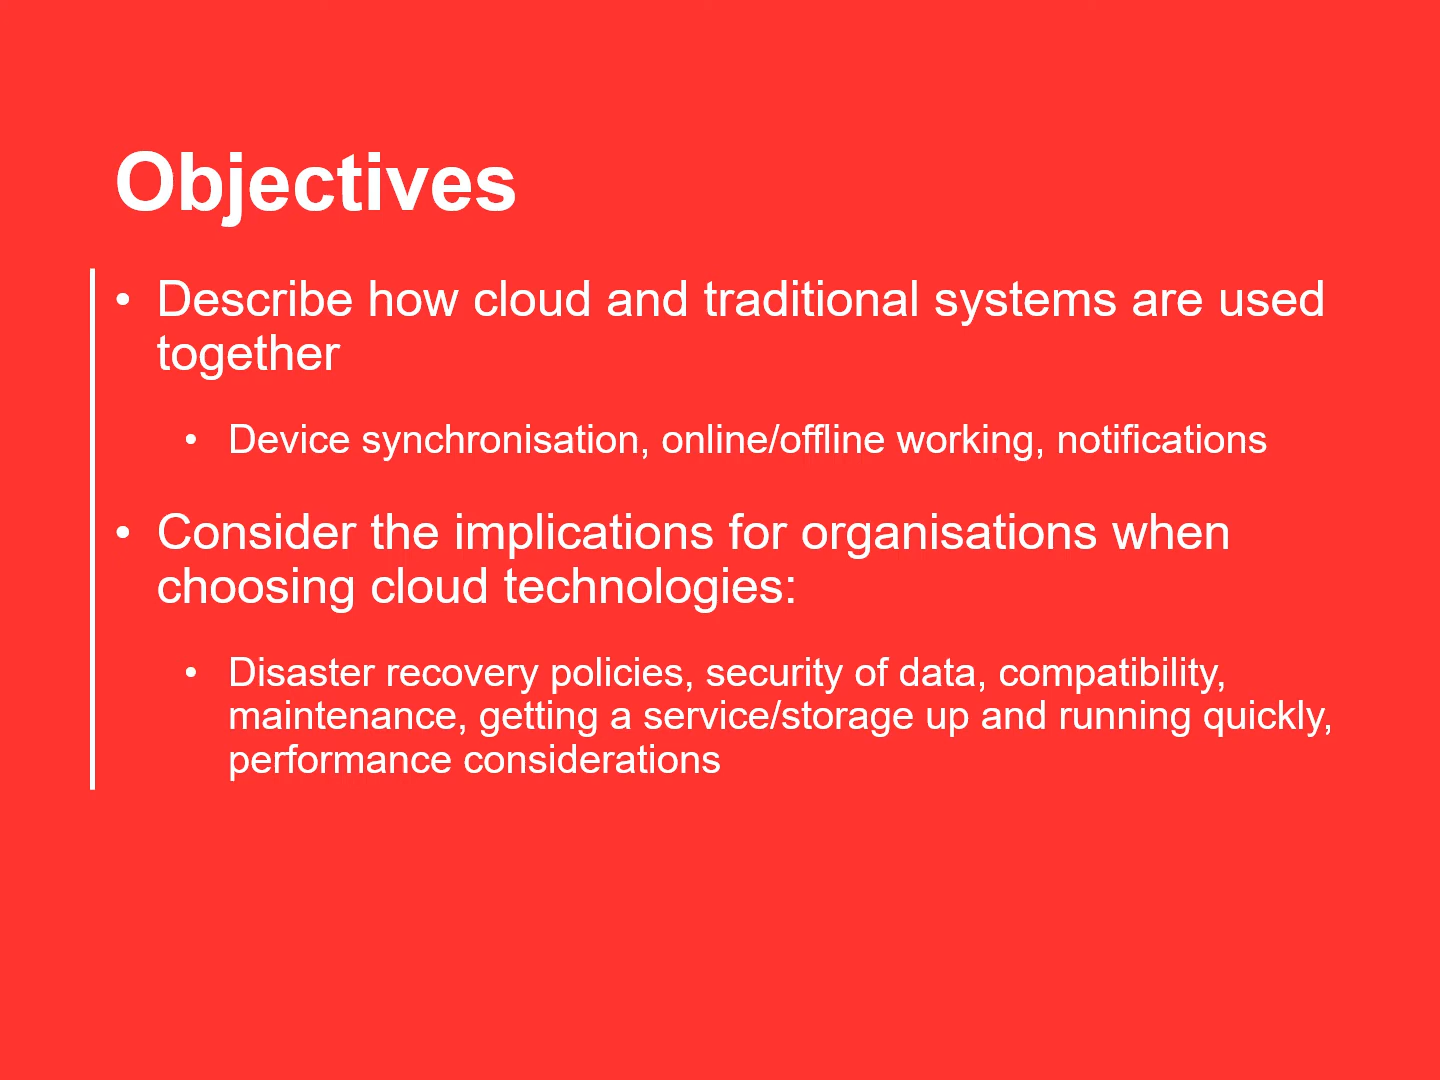 Objectives
• Describe how cloud and traditional systems are used
together
• Device synchronisation, online/offline working, notifications
• Consider the implications for organisations when
choosing cloud technologies:
• Disaster recovery policies, security of data, compatibility,
maintenance, getting a service/storage up and running quickly,
performance considerations